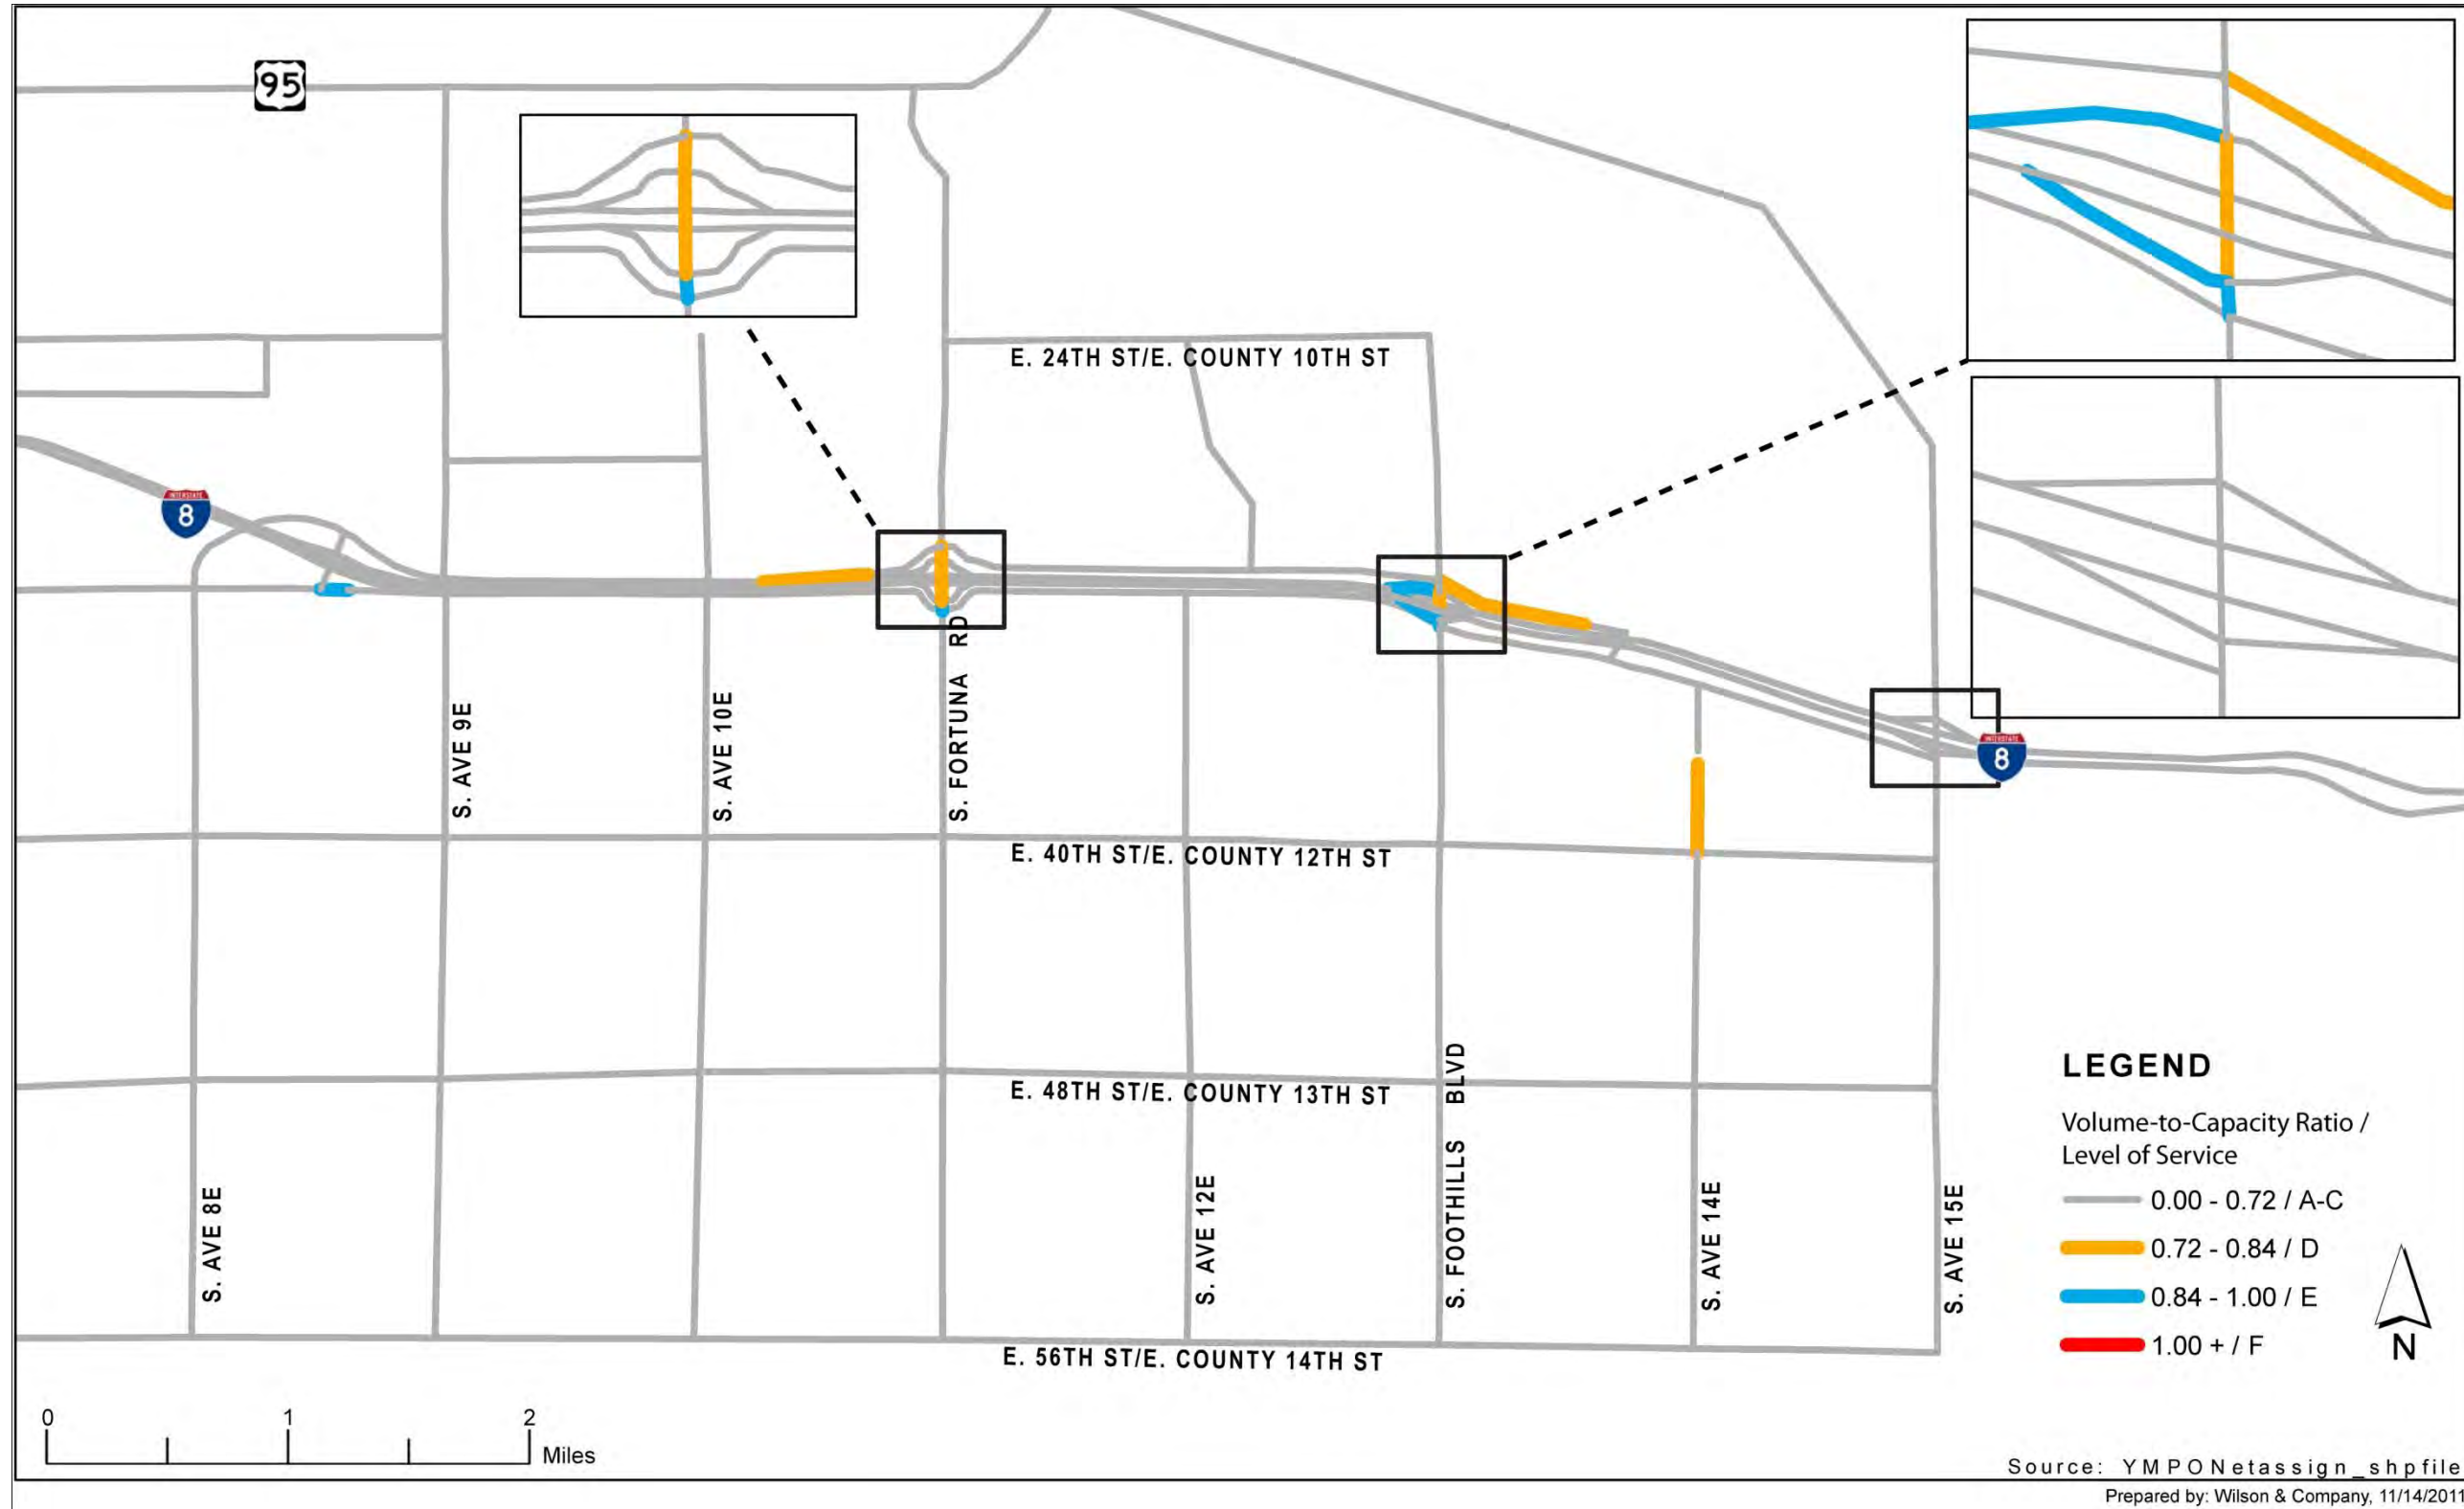 95
E. 24TH ST/E. COUNTY 10TH ST
INTERSTATE
8
S. FORTUNA RD
S. AVE 9E
S. AVE 10E
INTERSTATE
8
E. 40TH ST/E. COUNTY 12TH ST
E. 48TH ST/E. COUNTY 13TH ST
S. AVE 8E
S. AVE 12E
S. FOOTHILLS BLVD
S. AVE 14E
S. AVE 15E
E. 56TH ST/E. COUNTY 14TH ST
LEGEND
Volume-to-Capacity Ratio /
Level of Service
0.00 - 0.72 / A-C
0.72 - 0.84 / D
0.84 - 1.00 / E
1.00 + / F
N
0 1 2
Miles
Source: YMPONetassign_shpfile
Prepared by: Wilson & Company, 11/14/2011